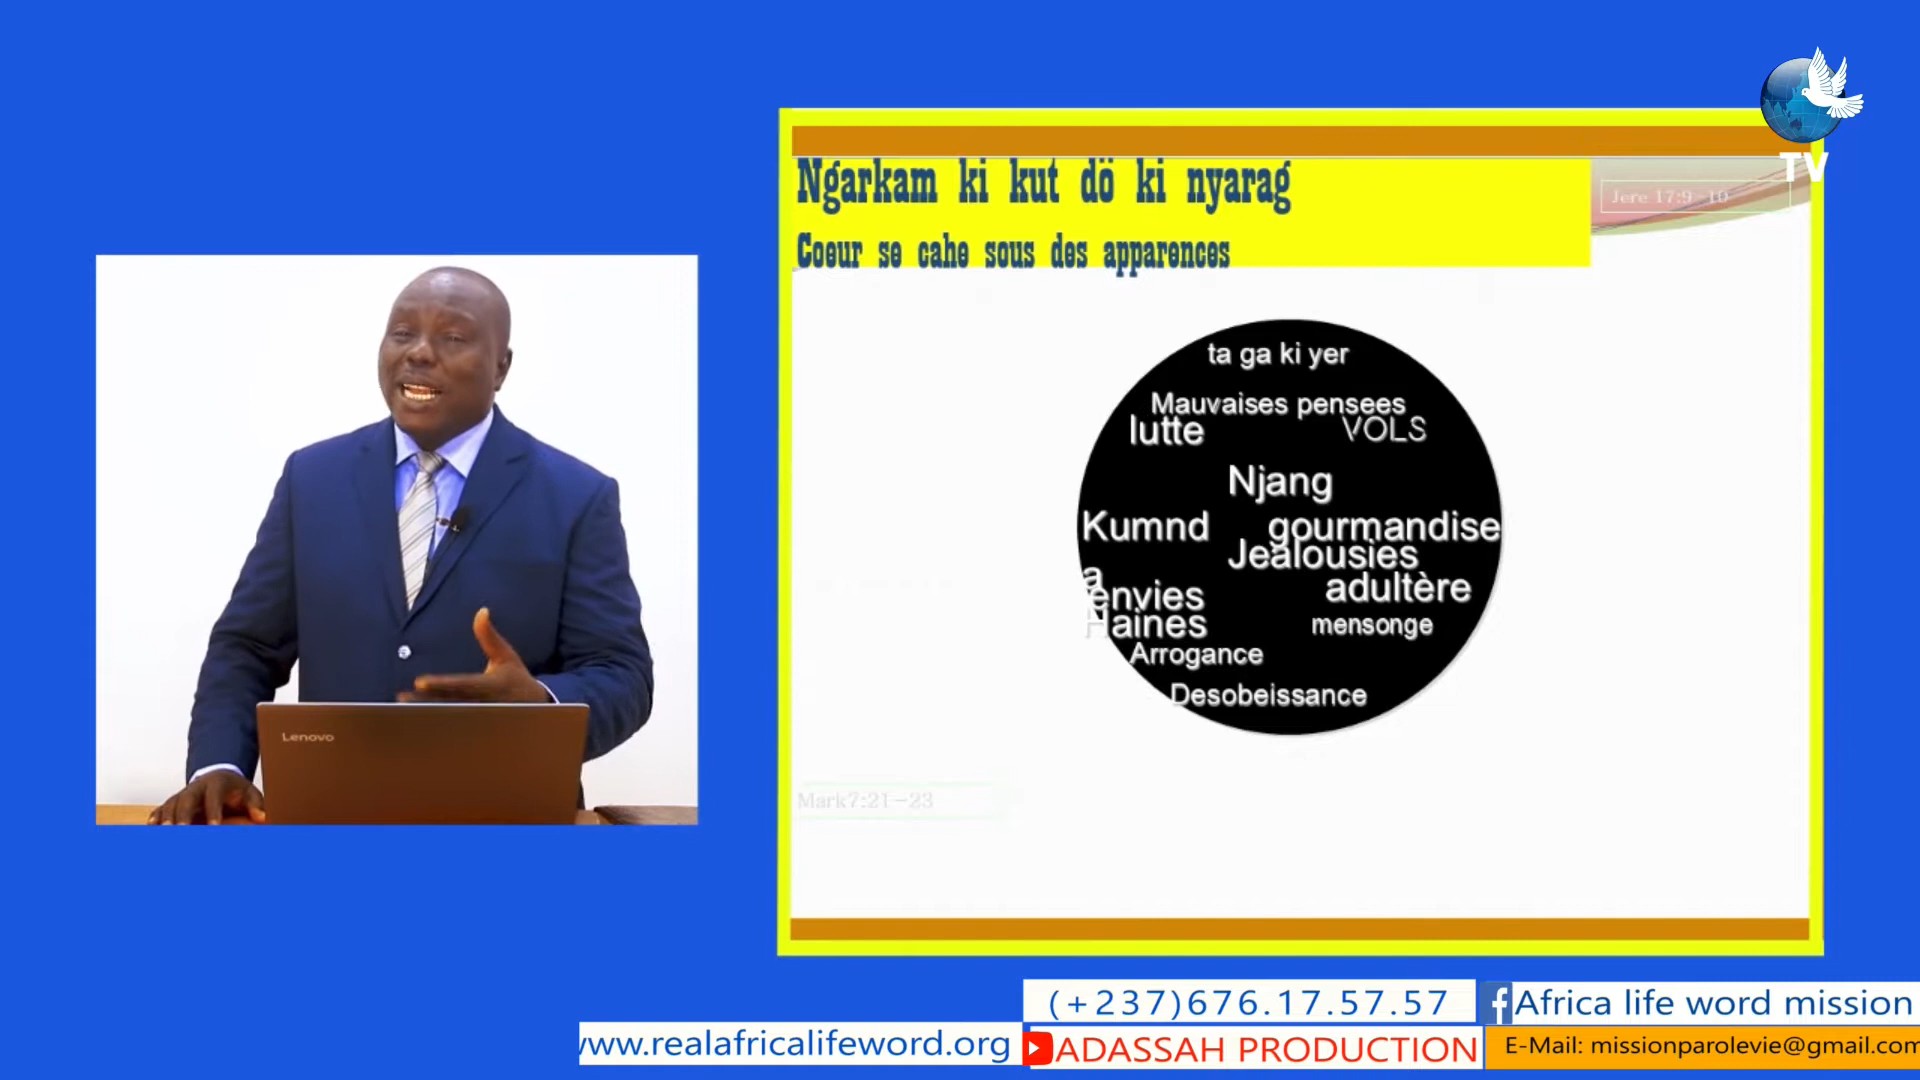 TV
Ngarkam ki kut dö ki nyarag
Jere 17:9-10
Coeur se cahe sous des apparences
ta ga ki yer
Mauvaises pensees
lutte
VOLS
Njang
Kumnd
gourmandise
Jealousies
a
adultère
envies
Haines
mensonge
Arrogance
Desobeissance
Lenovo
Mark7:21-23
(+237)676.17.57.57
Africa life word mission
www.realafricalifeword.org
ADASSAH PRODUCTION
E-Mail: missionparolevie@gmail.com